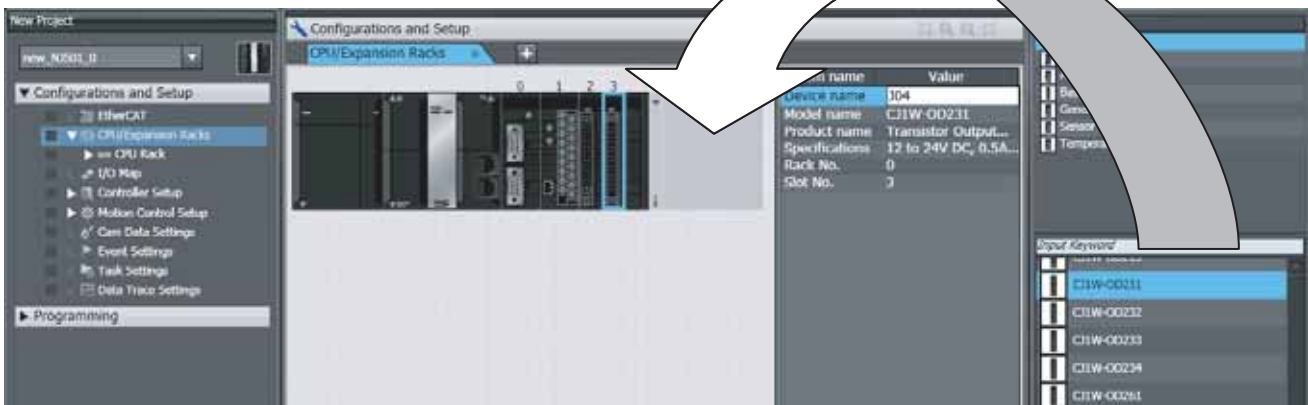 New Project
new_NJ501_0
Configurations and Setup
EtherCAT
CPU/Expansion Racks
CPU Rack
I/O Map
Controller Setup
Motion Control Setup
Cam Data Settings
Event Settings
Task Settings
Data Trace Settings
Programming
Configurations and Setup
CPU/Expansion Racks
0 1 2 3
name Value
Device name J04
Model name CJ1W-OD231
Product name Transistor Output...
Specifications 12 to 24V DC, 0.5A...
Rack No. 0
Slot No. 3
Sensor
Input Keyword
CJ1W-OD231
CJ1W-OD232
CJ1W-OD233
CJ1W-OD234
CJ1W-OD261